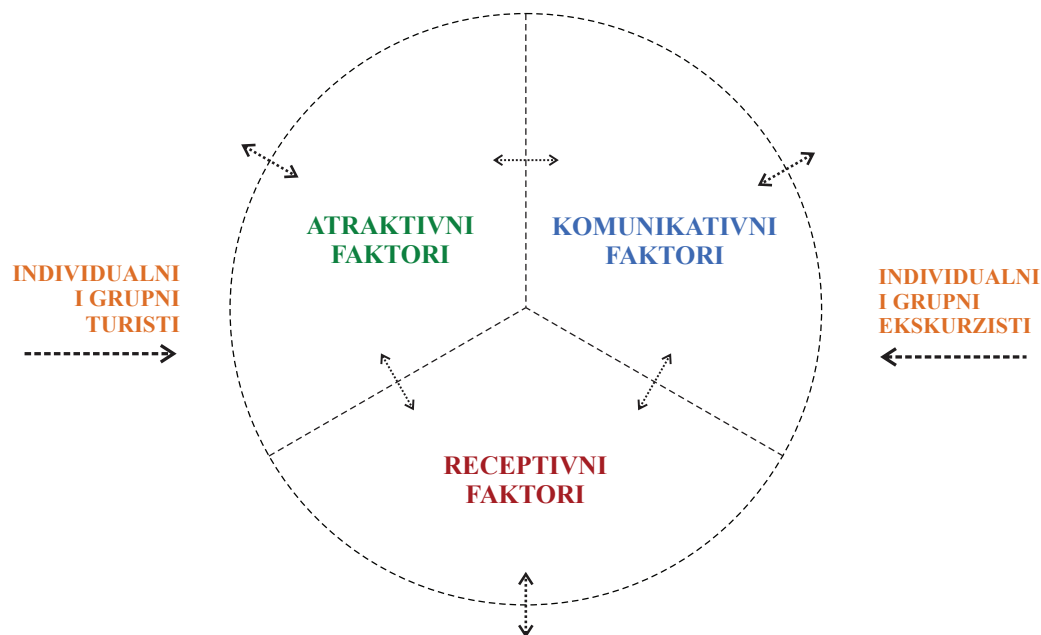 ATRAKTIVNI
FAKTORI
KOMUNIKATIVNI
FAKTORI
INDIVIDUALNI
I GRUPNI
TURISTI
INDIVIDUALNI
I GRUPNI
EKSKURZISTI
RECEPTIVNI
FAKTORI